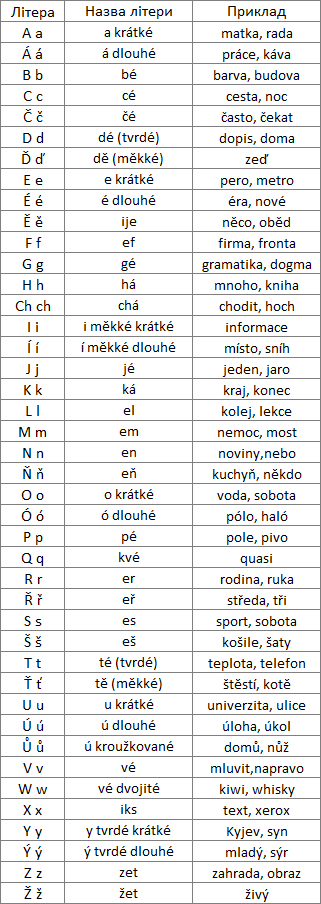 Літера Назва літери Приклад
A a a krátké matka, rada
Á á á dlouhé práce, káva
B b bé barva, budova
C c cé cesta, noc
Č č čé často, čekat
D d dé (tvrdé) dopis, doma
Ď ď dě (měkké) zeď
E e e krátké pero, metro
É é é dlouhé éra, nové
Ě ě ije něco, oběd
F f ef firma, fronta
G g gé gramatika, dogma
H h há mnoho, kniha
Ch ch chá chodit, hoch
I i i měkké krátké informace
Í í í měkké dlouhé místo, sníh
J j jé jeden, jaro
K k ká kraj, konec
L l el kolej, lekce
M m em nemoc, most
N n en noviny,nebo
Ň ň eň kuchyň, někdo
O o o krátké voda, sobota
Ó ó ó dlouhé pólo, haló
P p pé pole, pivo
Q q kvé quasi
R r er rodina, ruka
Ř ř eř středa, tři
S s es sport, sobota
Š š eš košile, šaty
T t té (tvrdé) teplota, telefon
Ť ť tě (měkké) štěstí, kotě
U u u krátké univerzita, ulice
Ú ú ú dlouhé úloha, úkol
Ů ů ú kroužkované domů, nůž
V v vé mluvit,napravo
W w vé dvojité kiwi, whisky
X x iks text, xerox
Y y y tvrdé krátké Kyjev, syn
Ý ý ý tvrdé dlouhé mladý, sýr
Z z zet zahrada, obraz
Ž ž žet živý